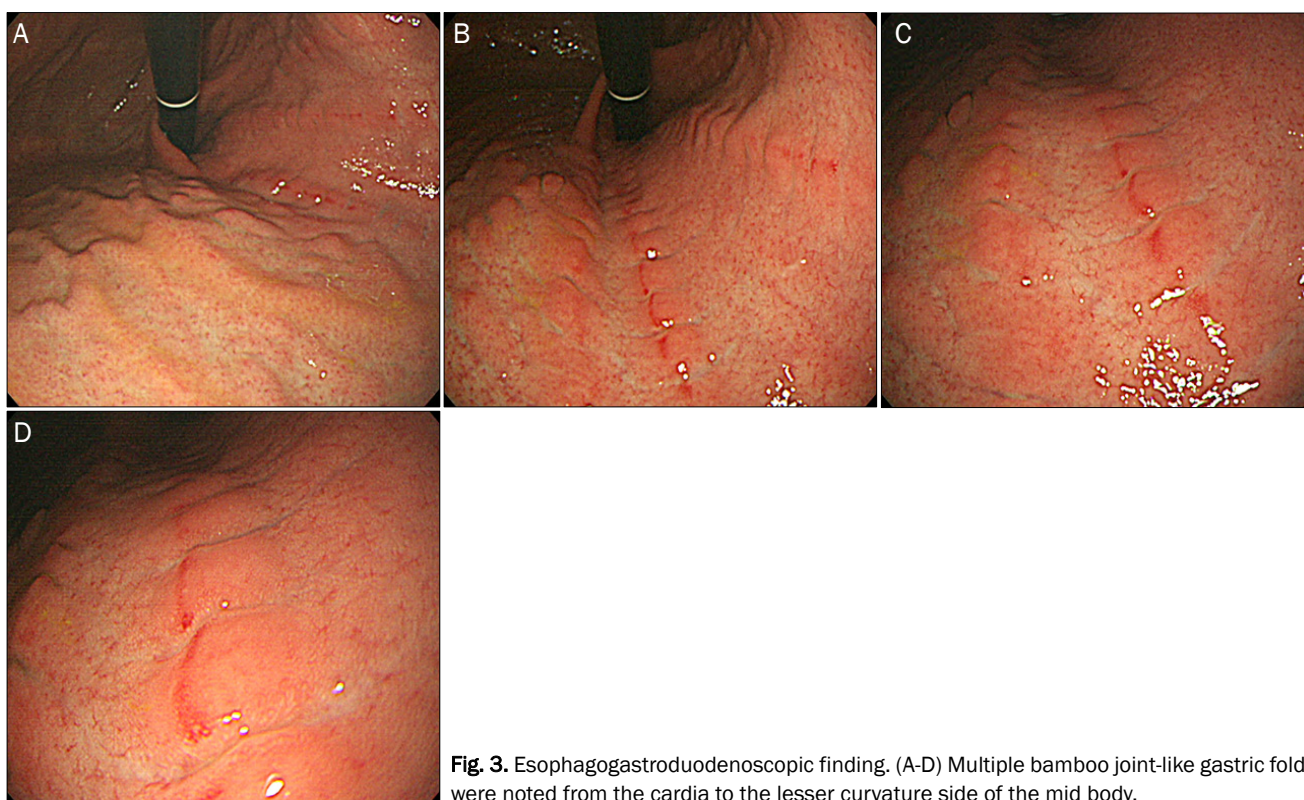 A
B
C
D
Fig. 3. Esophagogastroduodenoscopic finding. (A-D) Multiple bamboo joint-like gastric fold
were noted from the cardia to the lesser curvature side of the mid body.